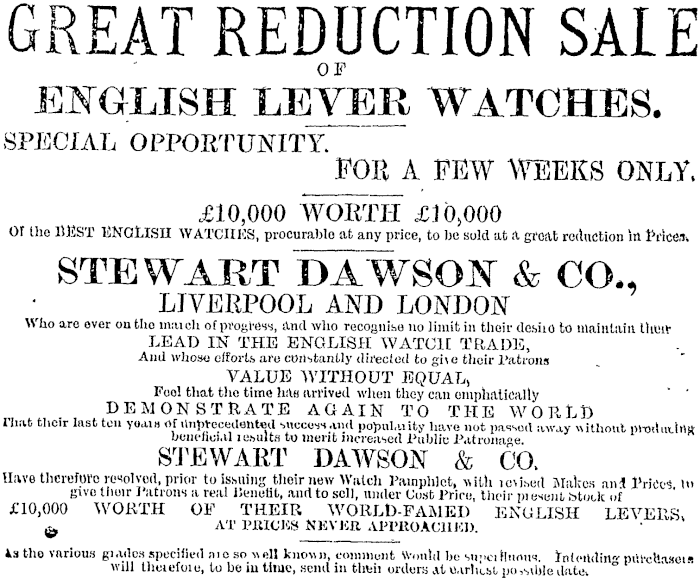 GREAT REDUCTION SALE
OF
ENGLISH LEVER WATCHES.
SPECIAL OPPORTUNITY.
FOR A FEW WEEKS ONLY.
£10,000 WORTH £10,000
Of the BEST ENGLISH WATCHES, procurable at any price, to be sold at a great reduction in Prices.
STEWART DAWSON & CO.,
LIVERPOOL AND LONDON
Who are ever on the march of progress, and who recognise no limit in their desire to maintain their
LEAD IN THE ENGLISH WATCH TRADE,
And whose efforts are constantly directed to give their Patrons
VALUE WITHOUT EQUAL,
Feel that the time has arrived when they can emphatically
DEMONSTRATE AGAIN TO THE WORLD
That their last ten years of unprecedented success and popularity have not passed away without producing
beneficial results to merit increased Public Patronage.
STEWART DAWSON & CO.
Have therefore resolved, prior to issuing their new Watch Pamphlet, with revised Makes and Prices, to
give their Patrons a real Benefit, and to sell, under Cost Price, their present Stock of
£10,000 WORTH OF THEIR WORLD-FAMED ENGLISH LEVERS,
AT PRICES NEVER APPROACHED.
As the various grades specified are so well known, comment would be superfluous. Intending purchasers
will therefore, to be in time, send in their orders at earliest possible date.